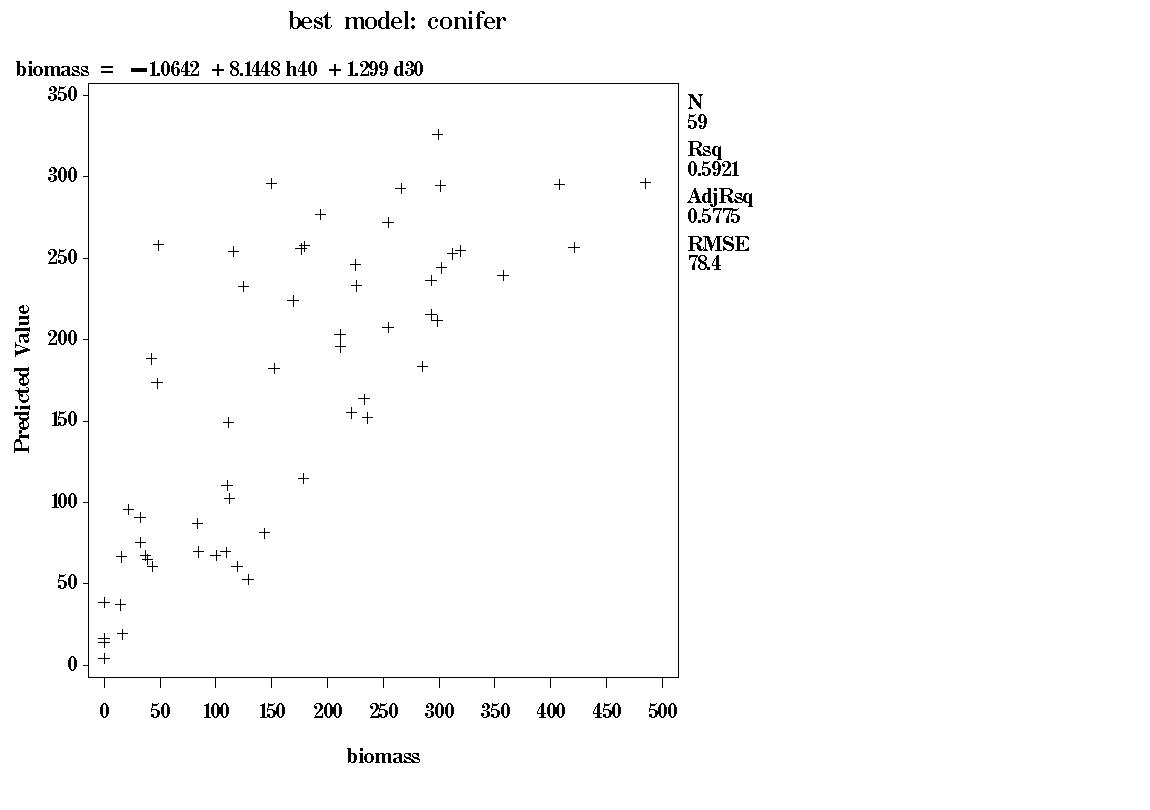 best model: conifer
biomass = −1.0642 +8.1448 h40 +1.299 d30
350
300
250
200
150
100
50
0
Predicted Value
0 50 100 150 200 250 300 350 400 450 500
biomass
N
59
Rsq
0.5921
AdjRsq
0.5775
RMSE
78.4